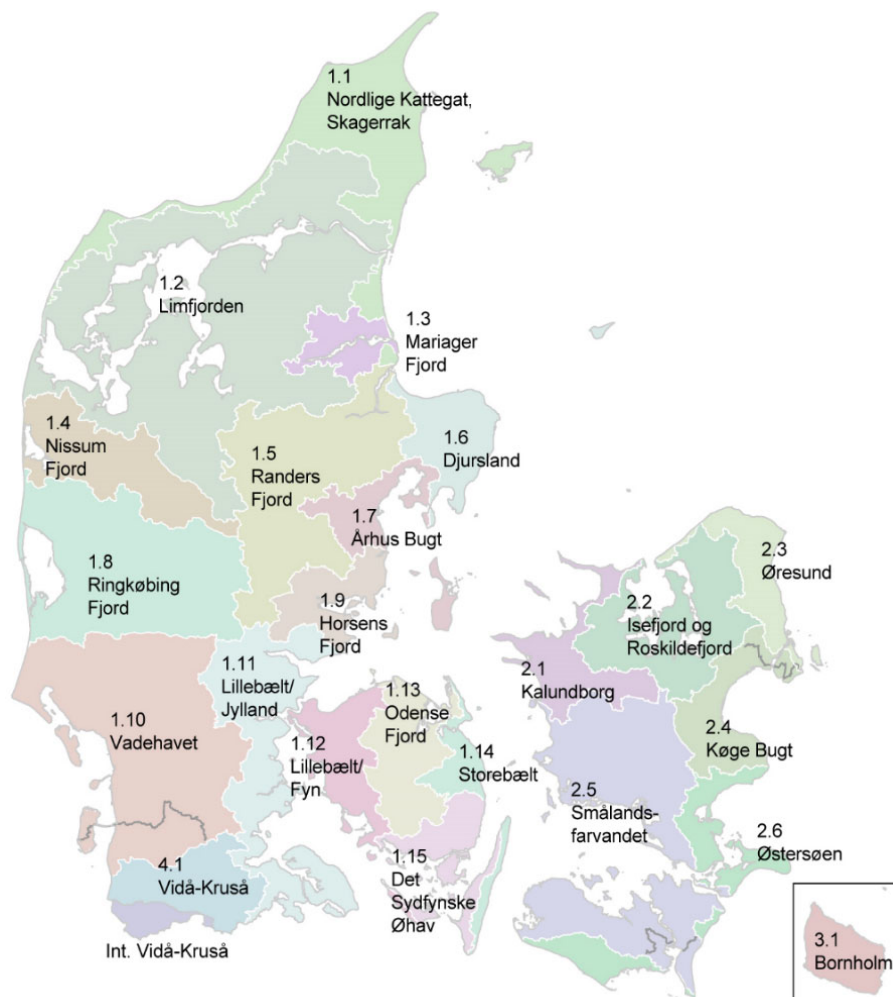 1.1
Nordlige Kattegat,
Skagerrak
1.2
Limfjorden
1.3
Mariager
Fjord
1.4
Nissum
Fjord
1.5
Randers
Fjord
1.6
Djursland
1.7
Århus Bugt
1.8
Ringkøbing
Fjord
1.9
Horsens
Fjord
2.3
Øresund
2.2
Isefjord og
Roskildefjord
2.1
Kalundborg
1.11
Lillebælt/
Jylland
1.10
Vadehavet
1.12
Lillebælt/
Fyn
1.13
Odense
Fjord
1.14
Storebælt
2.4
Køge Bugt
2.5
Smålands-
farvandet
2.6
Østersøen
1.15
Det
Sydfynske
Øhav
4.1
Vidå-Kruså
Int. Vidå-Kruså
3.1
Bornholm